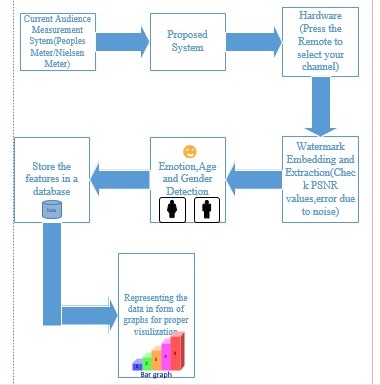 Current Audience
Measurement
Sytem(Peoples
Meter/Nielsen
Meter)
Proposed
System
Hardware
(Press the
Remote to
select your
channel)
Watermark
Embedding and
Extraction(Chec
k PSNR
values,error due
to noise)
Emotion,Age
and Gender
Detection
Store the
features in a
database
Data
Representing the
data in form of
graphs for proper
visulization
Bar graph